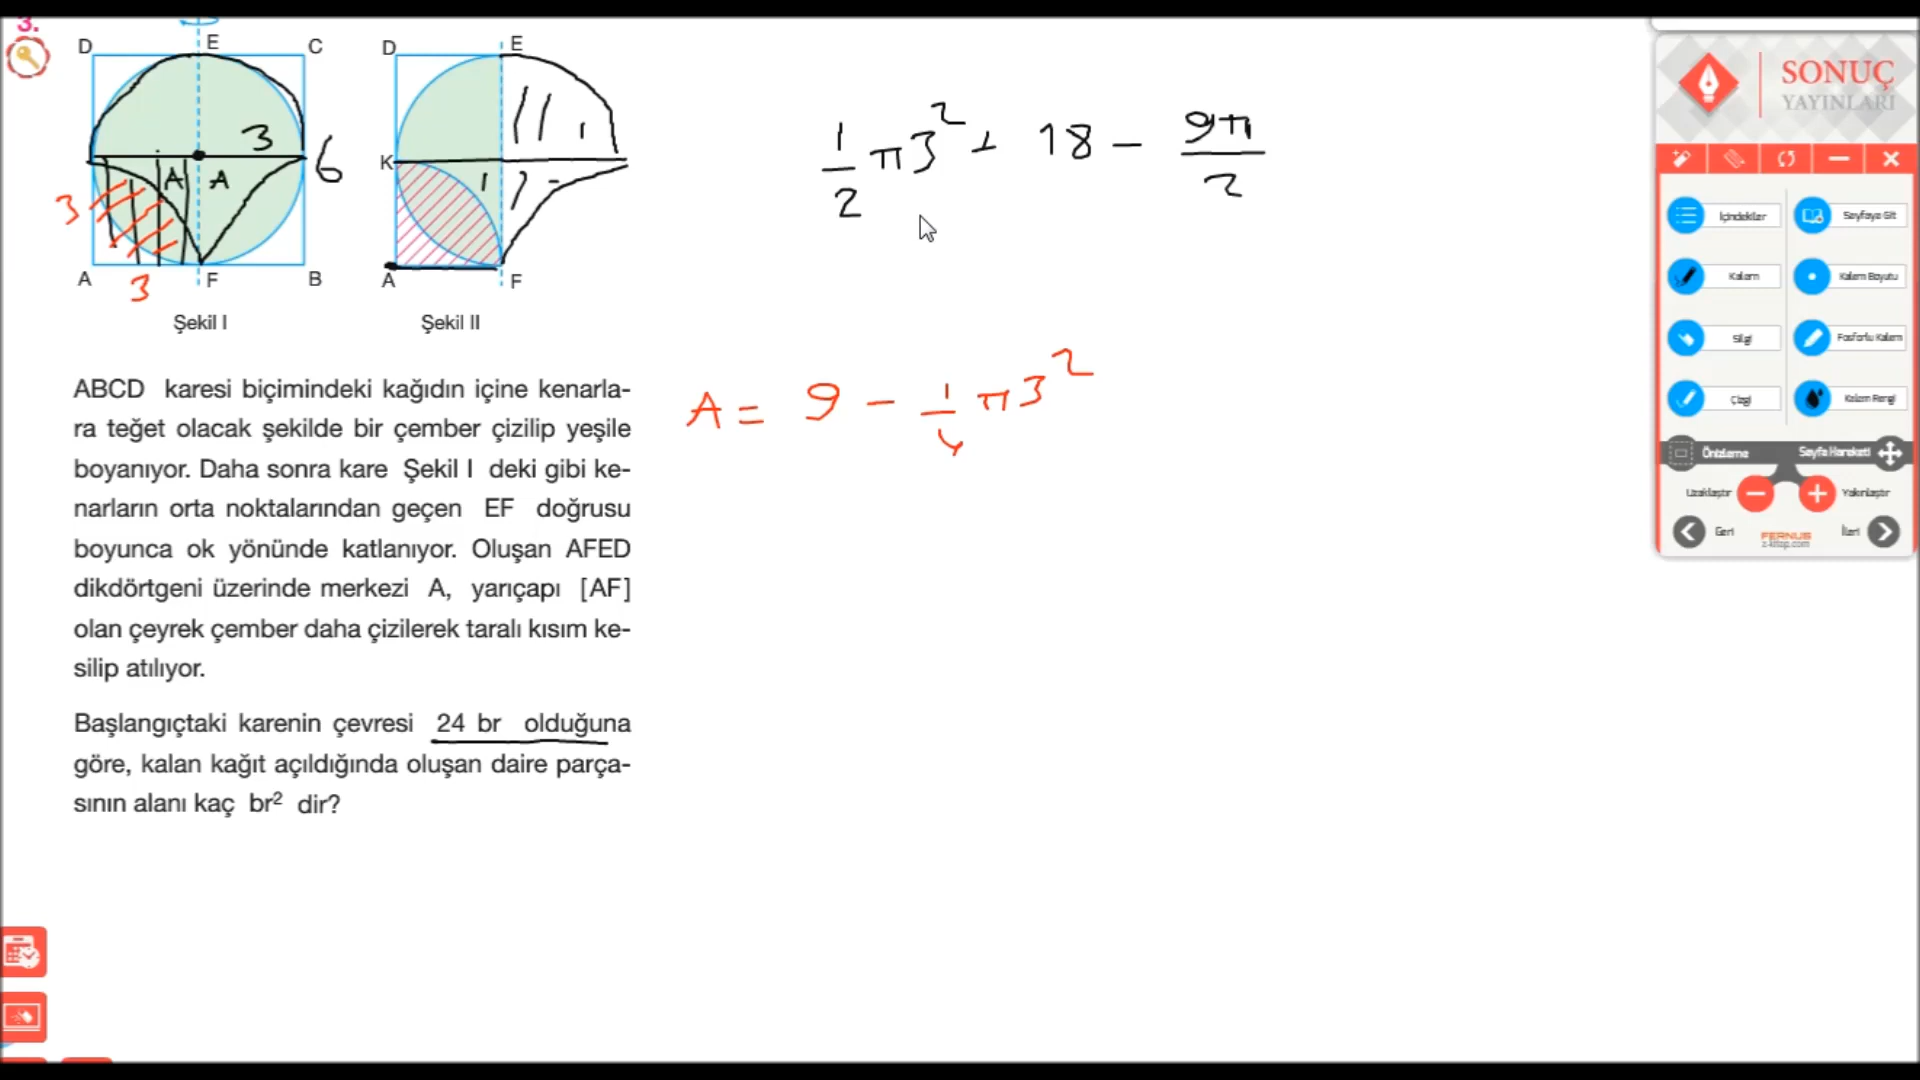 3.
D E C
D E
3
6
K
A A
1
3
A F B
3
A F
Şekil I
Şekil II
1/2 π3² + 18 − 9π/2
A = 9 − 1/4 π3²
ABCD karesi biçimindeki kağıdın içine kenarla-
ra teğet olacak şekilde bir çember çizilip yeşile
boyanıyor. Daha sonra kare Şekil I deki gibi ke-
narların orta noktalarından geçen EF doğrusu
boyunca ok yönünde katlanıyor. Oluşan AFED
dikdörtgeni üzerinde merkezi A, yarıçapı [AF]
olan çeyrek çember daha çizilerek taralı kısım ke-
silip atılıyor.
Başlangıçtaki karenin çevresi 24 br olduğuna
göre, kalan kağıt açıldığında oluşan daire parça-
sının alanı kaç br² dir?
SONUÇ
YAYINLARI
İçindekiler
Sayfaya Git
Kalem
Kalem Boyutu
Silgi
Fosforlu Kalem
Çizgi
Kalem Rengi
Önizleme
Sayfa Hareketi
Uzaklaştır
Yakınlaştır
Geri
FERNUS
z-kitap.com
İleri